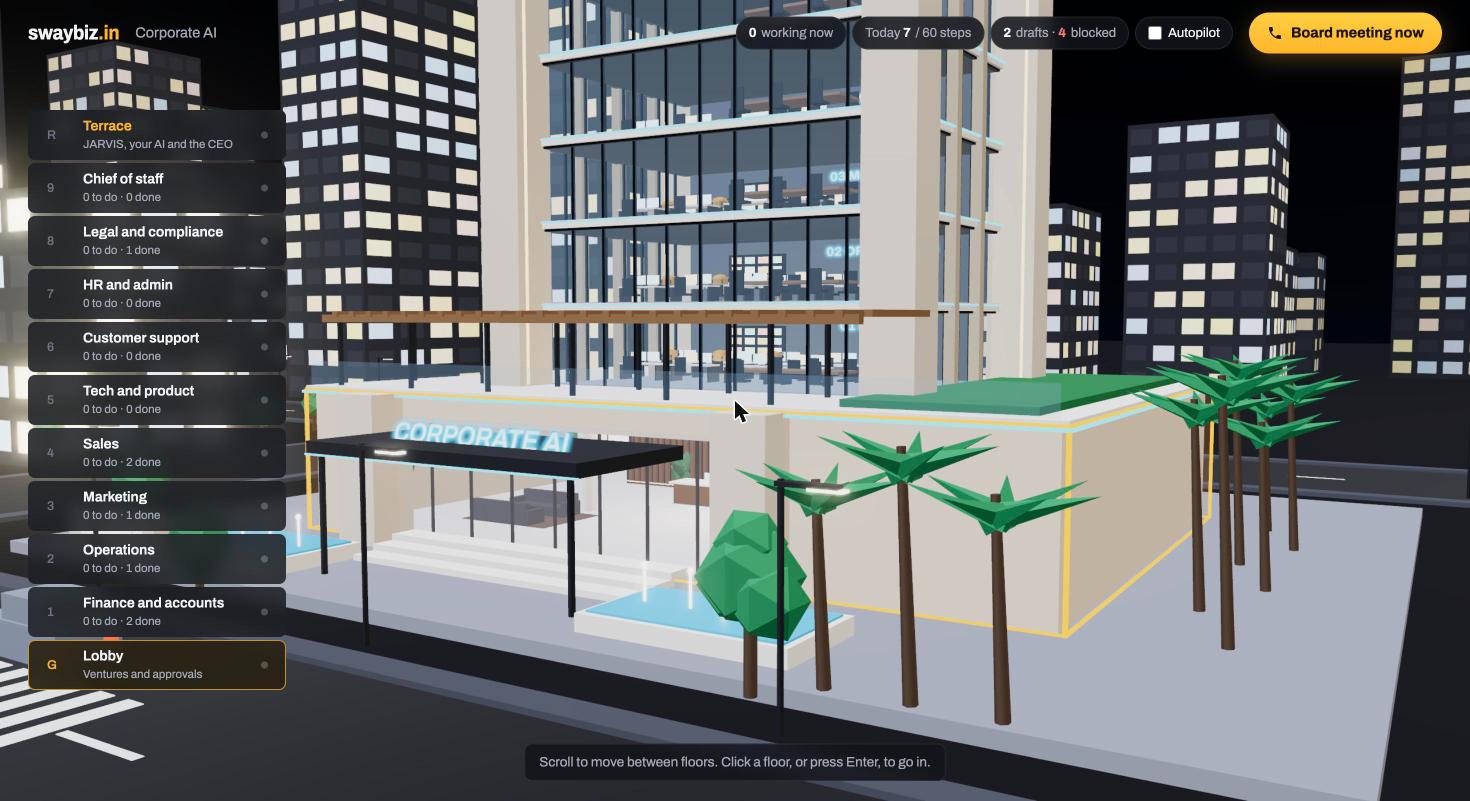 swaybiz.in Corporate AI
0 working now
Today 7 / 60 steps
2 drafts · 4 blocked
Autopilot
Board meeting now
R Terrace
JARVIS, your AI and the CEO
9 Chief of staff
0 to do · 0 done
8 Legal and compliance
0 to do · 1 done
7 HR and admin
0 to do · 0 done
6 Customer support
0 to do · 0 done
5 Tech and product
0 to do · 0 done
4 Sales
0 to do · 2 done
3 Marketing
0 to do · 1 done
2 Operations
0 to do · 1 done
1 Finance and accounts
0 to do · 2 done
G Lobby
Ventures and approvals
03 M
02 OP
CORPORATE AI
Scroll to move between floors. Click a floor, or press Enter, to go in.